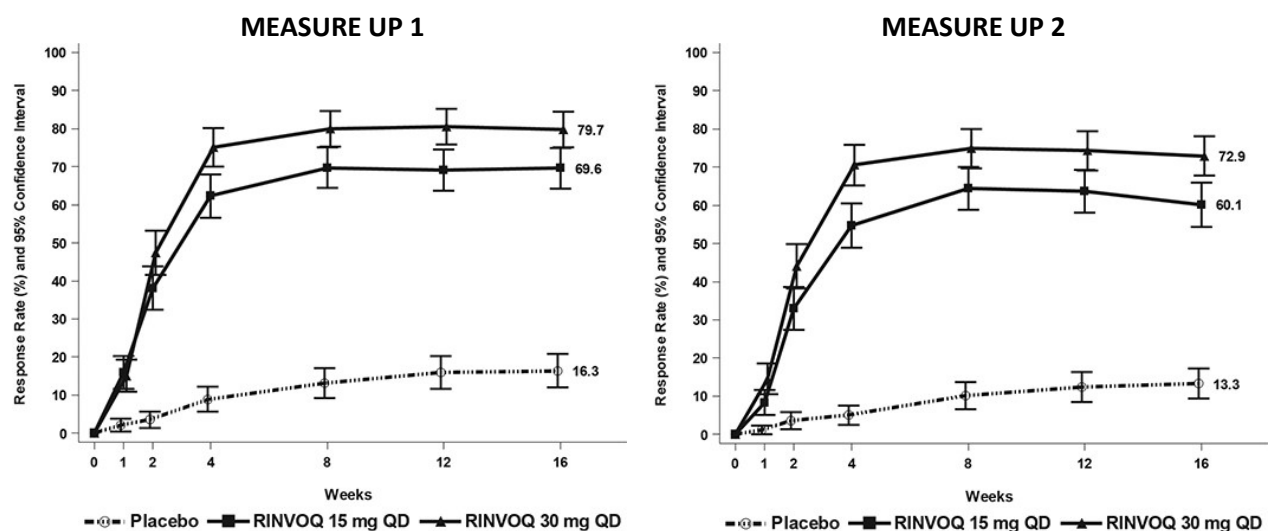 MEASURE UP 1
Response Rate (%) and 95% Confidence Interval
100
90
80
70
60
50
40
30
20
10
0
79.7
69.6
16.3
0 1 2 4 8 12 16
Weeks
Placebo RINVOQ 15 mg QD RINVOQ 30 mg QD
MEASURE UP 2
Response Rate (%) and 95% Confidence Interval
100
90
80
70
60
50
40
30
20
10
0
72.9
60.1
13.3
0 1 2 4 8 12 16
Weeks
Placebo RINVOQ 15 mg QD RINVOQ 30 mg QD